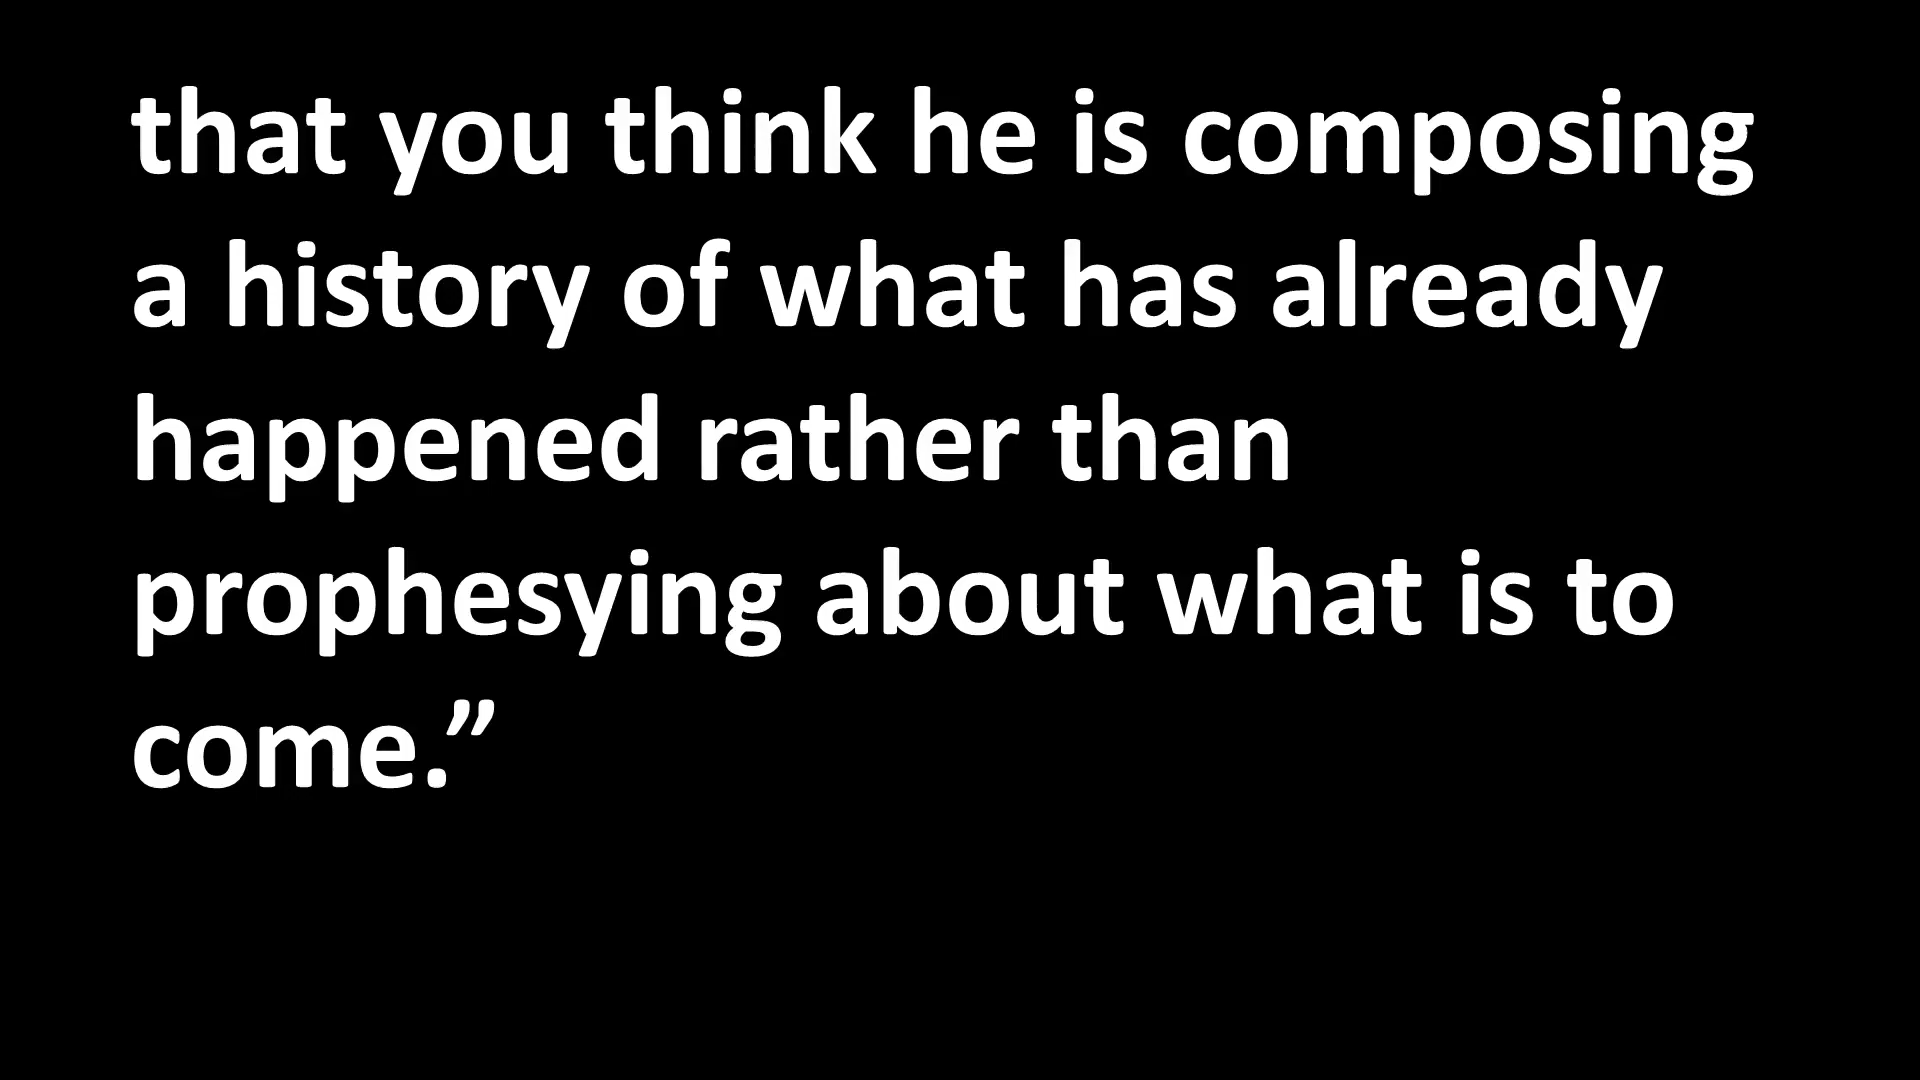 that you think he is composing
a history of what has already
happened rather than
prophesying about what is to
come.”